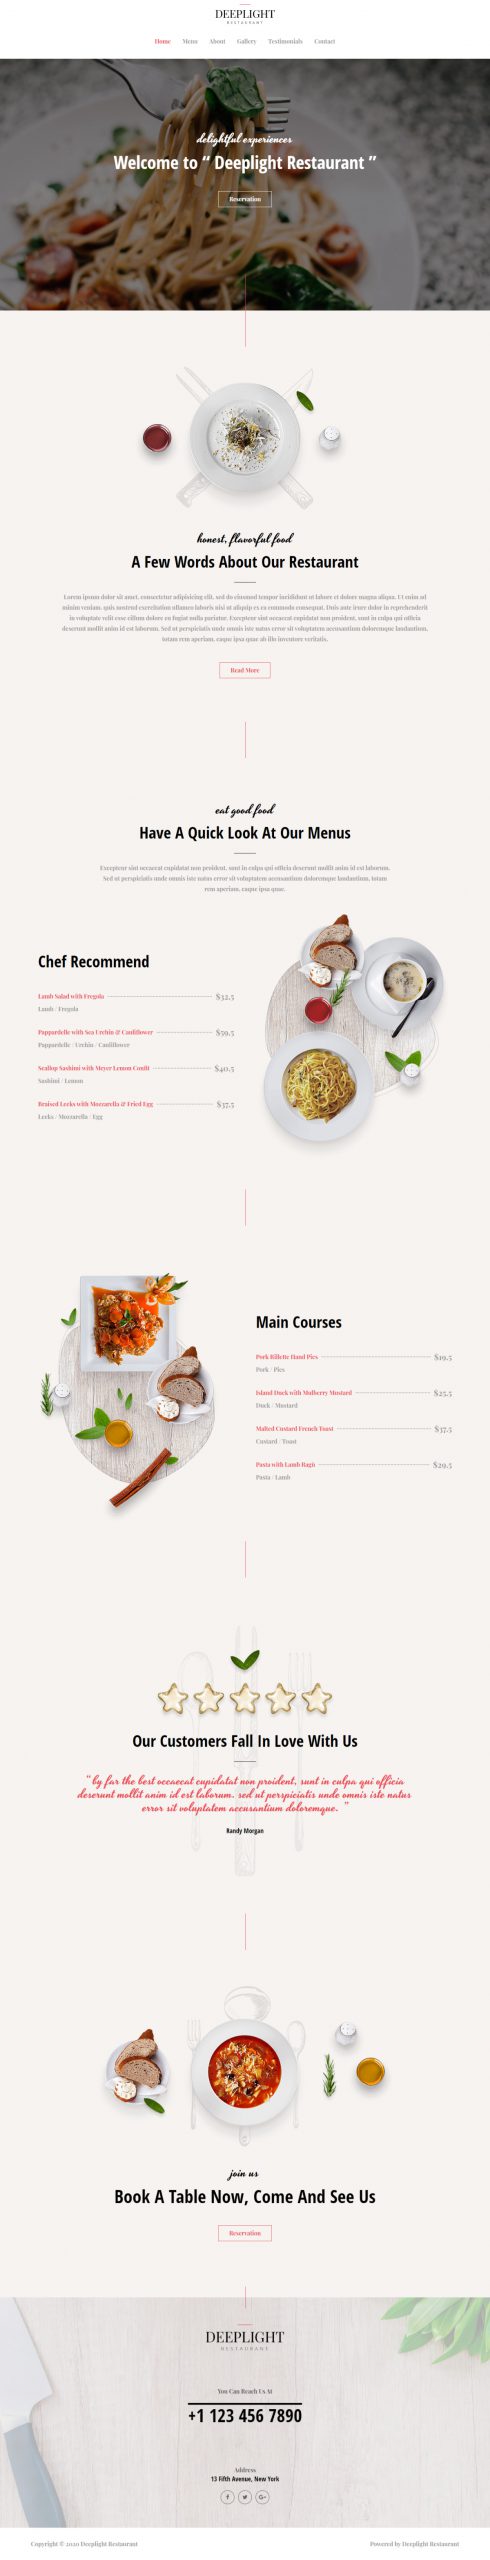 DEEPLIGHT
RESTAURANT
Home Menu About Gallery Testimonials Contact
delightful experiences
Welcome to “ Deeplight Restaurant ”
Reservation
honest, flavorful food
A Few Words About Our Restaurant
Lorem ipsum dolor sit amet, consectetur adipisicing elit, sed do eiusmod tempor incididunt ut labore et dolore magna aliqua. Ut enim ad
minim veniam, quis nostrud exercitation ullamco laboris nisi ut aliquip ex ea commodo consequat. Duis aute irure dolor in reprehenderit
in voluptate velit esse cillum dolore eu fugiat nulla pariatur. Excepteur sint occaecat cupidatat non proident, sunt in culpa qui officia
deserunt mollit anim id est laborum. Sed ut perspiciatis unde omnis iste natus error sit voluptatem accusantium doloremque laudantium,
totam rem aperiam, eaque ipsa quae ab illo inventore veritatis.
Read More
eat good food
Have A Quick Look At Our Menus
Excepteur sint occaecat cupidatat non proident, sunt in culpa qui officia deserunt mollit anim id est laborum.
Sed ut perspiciatis unde omnis iste natus error sit voluptatem accusantium doloremque laudantium, totam
rem aperiam, eaque ipsa quae.
Chef Recommend
Lamb Salad with Fregola $32.5
Lamb / Fregola
Pappardelle with Sea Urchin & Cauliflower $59.5
Pappardelle / Urchin / Cauliflower
Scallop Sashimi with Meyer Lemon Confit $40.5
Sashimi / Lemon
Braised Leeks with Mozzarella & Fried Egg $37.5
Leeks / Mozzarella / Egg
Main Courses
Pork Rillette Hand Pies $19.5
Pork / Pies
Island Duck with Mulberry Mustard $25.5
Duck / Mustard
Malted Custard French Toast $37.5
Custard / Toast
Pasta with Lamb Ragù $29.5
Pasta / Lamb
Our Customers Fall In Love With Us
“ by far the best occaecat cupidatat non proident, sunt in culpa qui officia
deserunt mollit anim id est laborum. sed ut perspiciatis unde omnis iste natus
error sit voluptatem accusantium doloremque. ”
Randy Morgan
join us
Book A Table Now, Come And See Us
Reservation
DEEPLIGHT
RESTAURANT
You Can Reach Us At
+1 123 456 7890
Address
13 Fifth Avenue, New York
f G+
Copyright © 2020 Deeplight Restaurant Powered by Deeplight Restaurant